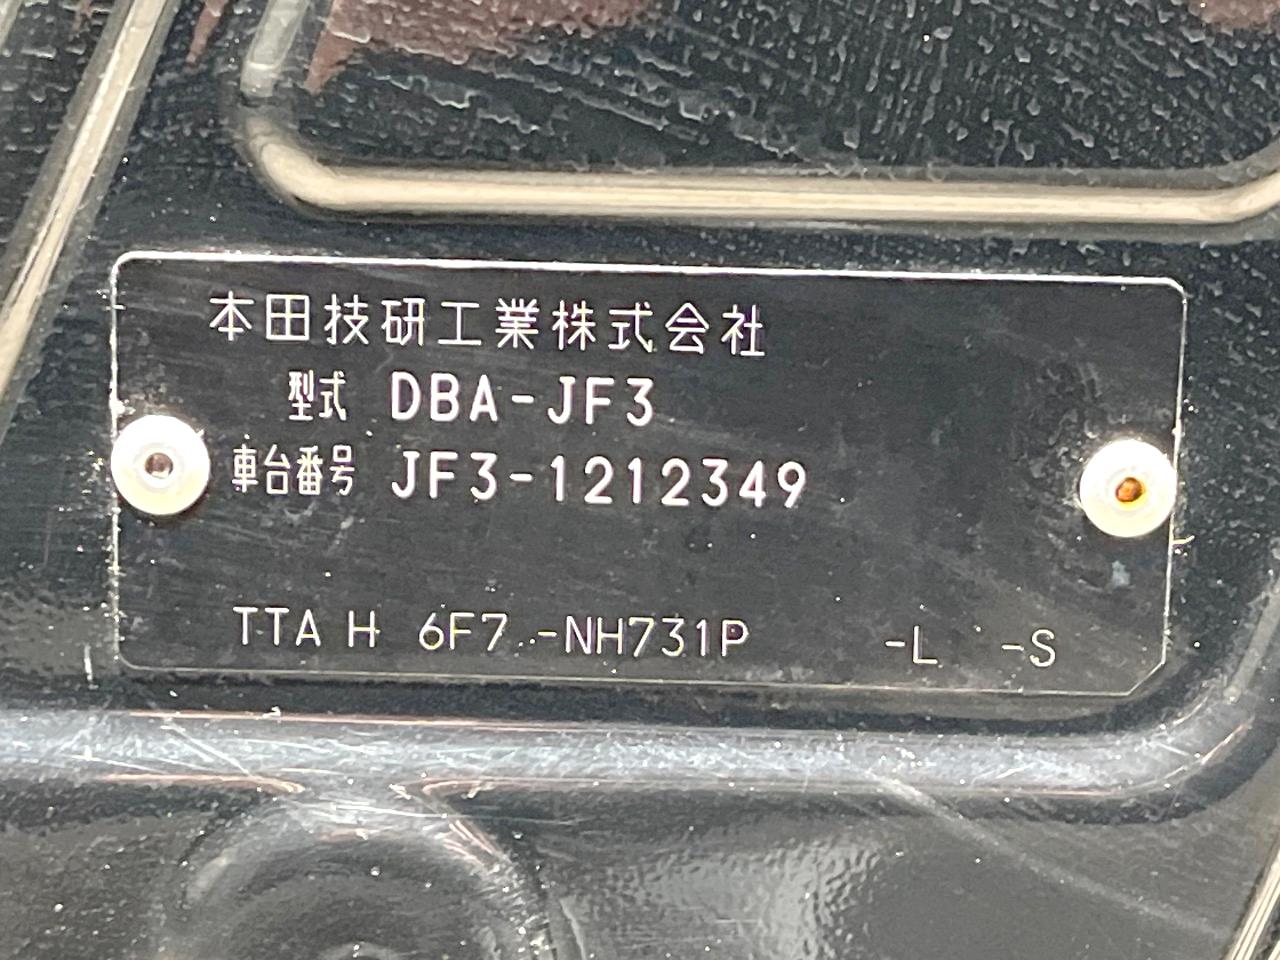 本田技研工業株式会社
型式 DBA-JF3
車台番号 JF3-1212349
TTA H 6F7 -NH731P -L -S